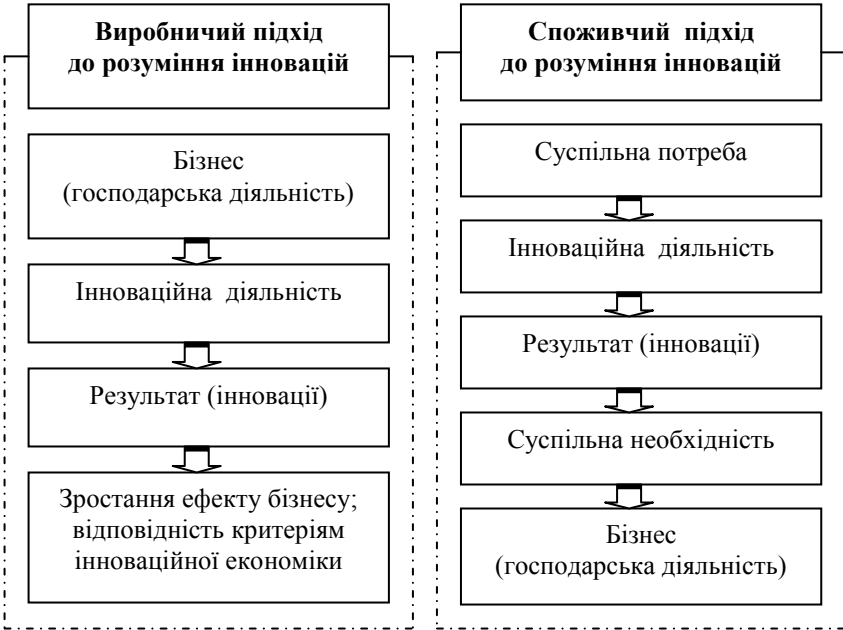 Виробничий підхід
до розуміння інновацій
Бізнес
(господарська діяльність)
Інноваційна діяльність
Результат (інновації)
Зростання ефекту бізнесу;
відповідність критеріям
інноваційної економіки
Споживчий підхід
до розуміння інновацій
Суспільна потреба
Інноваційна діяльність
Результат (інновації)
Суспільна необхідність
Бізнес
(господарська діяльність)